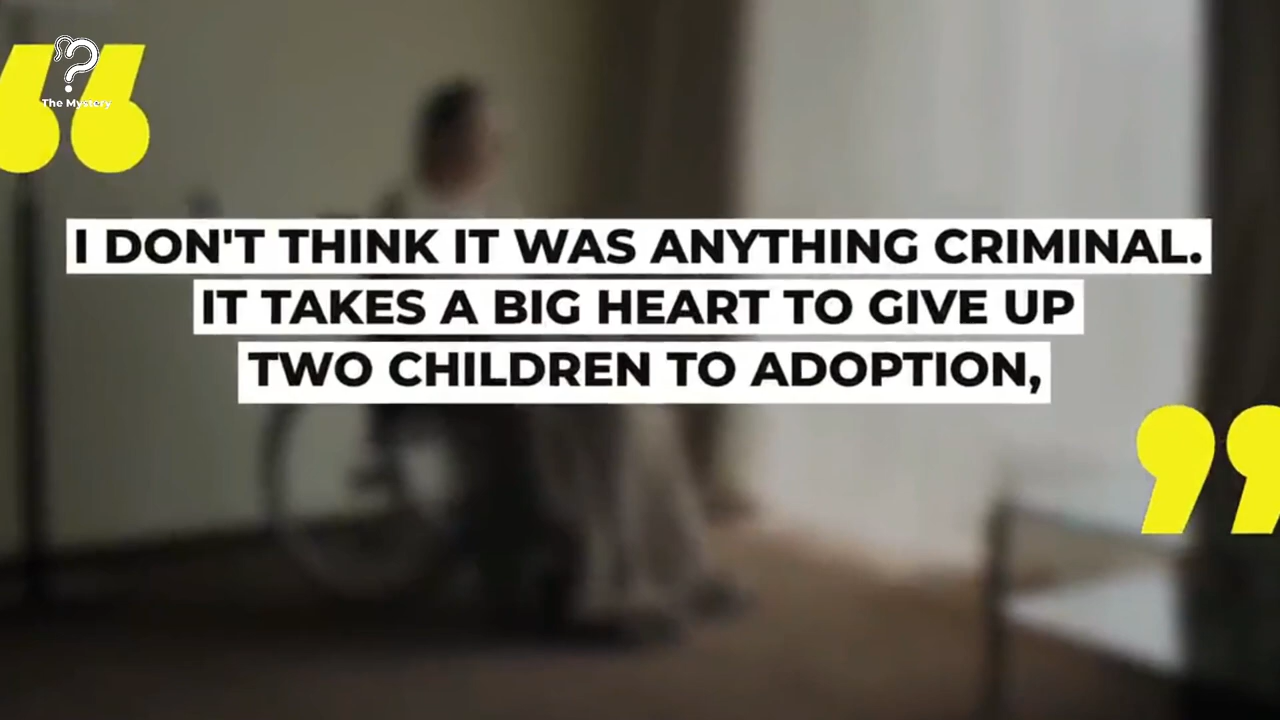 The Mystery
I DON'T THINK IT WAS ANYTHING CRIMINAL.
IT TAKES A BIG HEART TO GIVE UP
TWO CHILDREN TO ADOPTION,